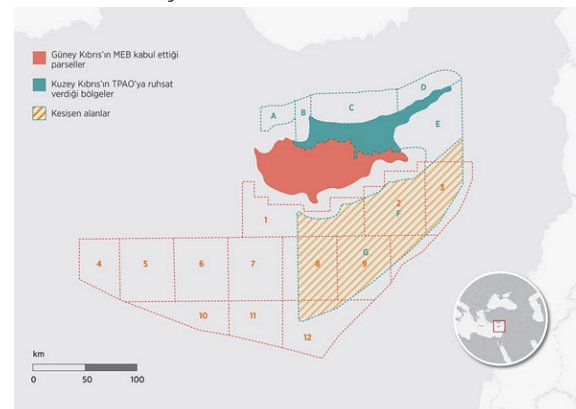 Güney Kıbrıs'ın MEB kabul ettiği
parseller
Kuzey Kıbrıs'ın TPAO'ya ruhsat
verdiği bölgeler
Kesişen alanlar
A
B
C
D
E
1
2
F
3
4
5
6
7
8
G
9
10
11
12
km
0 50 100